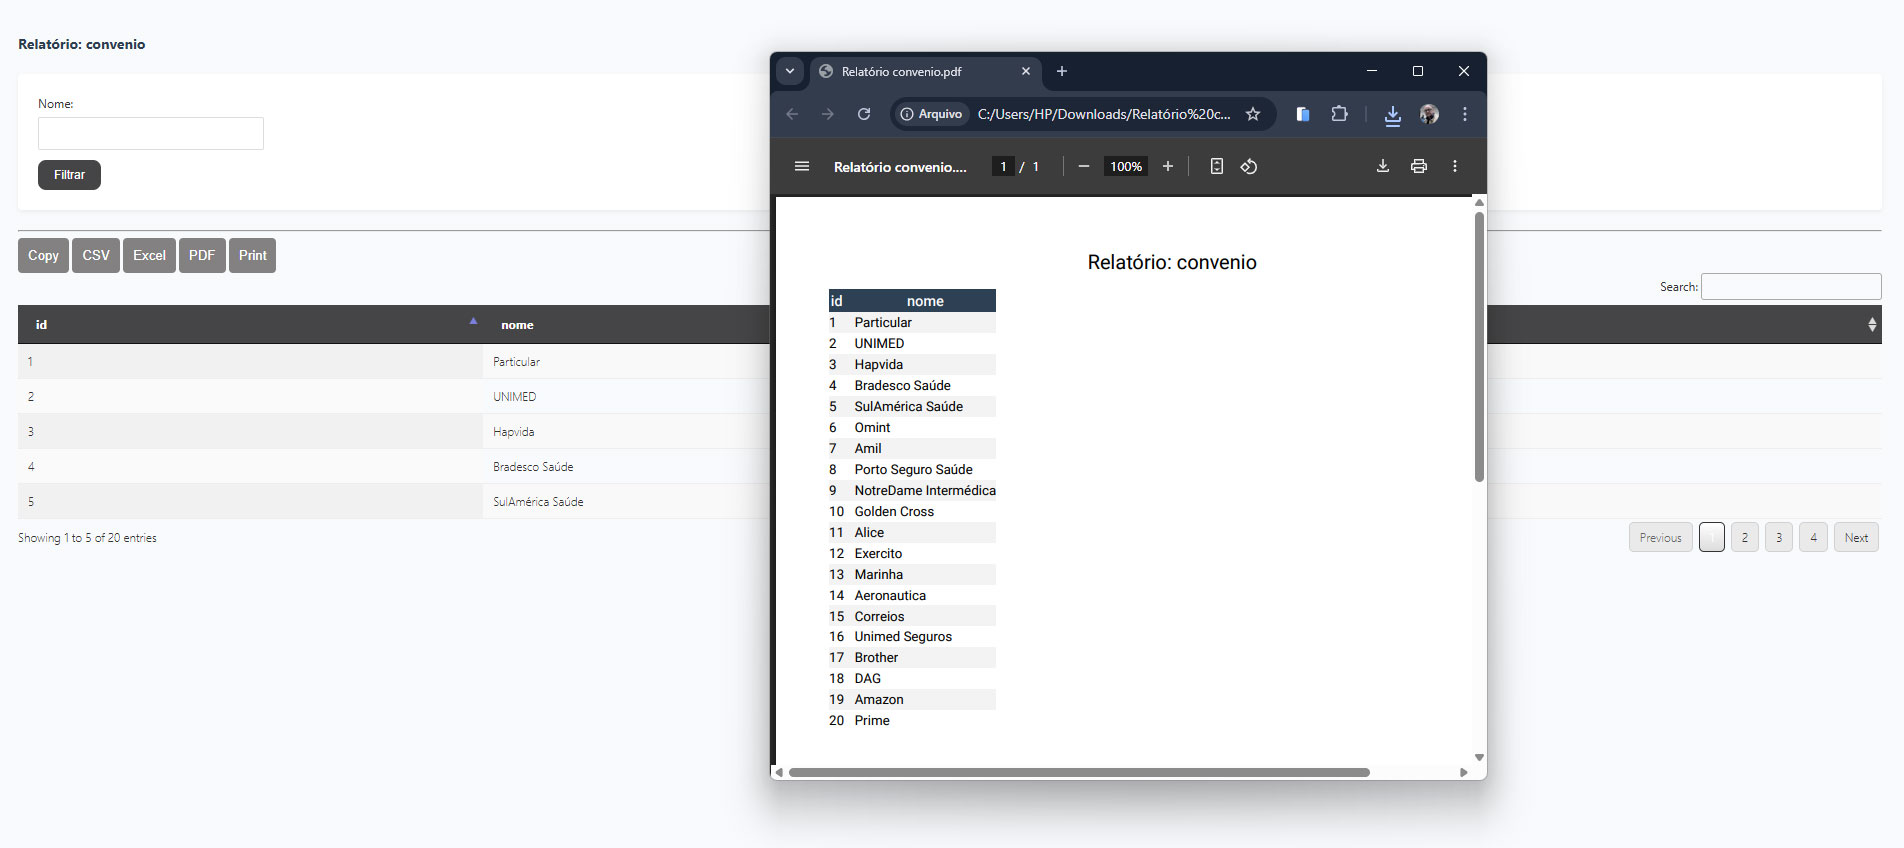 Relatório: convenio
Nome:
Filtrar
Copy CSV Excel PDF Print
Search:
id nome
1 Particular
2 UNIMED
3 Hapvida
4 Bradesco Saúde
5 SulAmérica Saúde
Showing 1 to 5 of 20 entries
Previous 1 2 3 4 Next
Relatório convenio.pdf
Arquivo C:/Users/HP/Downloads/Relatório%20c...
Relatório convenio.... 1 / 1 100%
Relatório: convenio
id nome
1 Particular
2 UNIMED
3 Hapvida
4 Bradesco Saúde
5 SulAmérica Saúde
6 Omint
7 Amil
8 Porto Seguro Saúde
9 NotreDame Intermédica
10 Golden Cross
11 Alice
12 Exercito
13 Marinha
14 Aeronautica
15 Correios
16 Unimed Seguros
17 Brother
18 DAG
19 Amazon
20 Prime